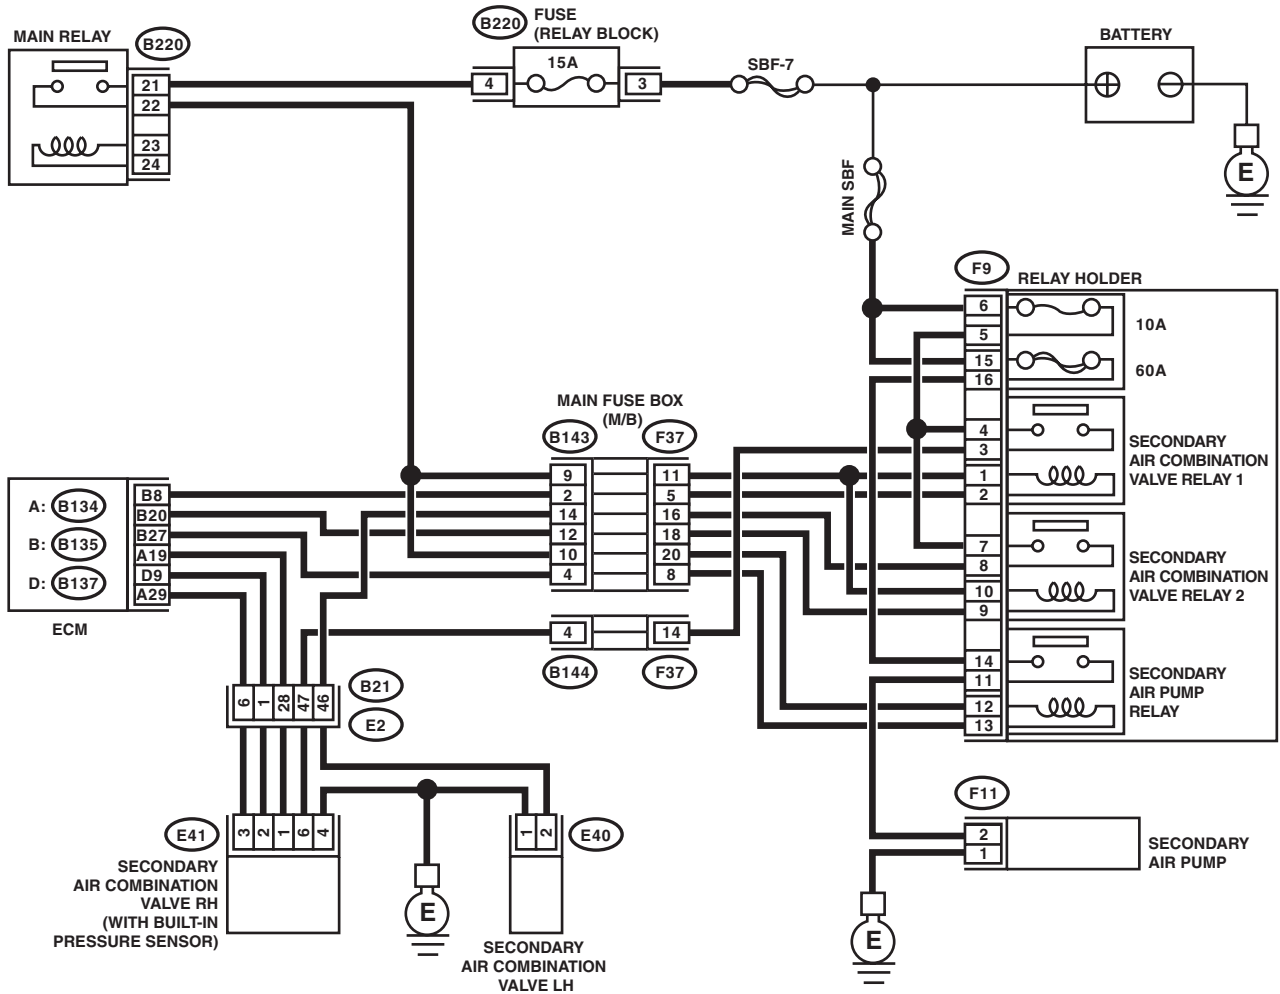 MAIN RELAY
B220
21
22
23
24
B220
FUSE
(RELAY BLOCK)
15A
4
3
SBF-7
BATTERY
E
MAIN SBF
F9
RELAY HOLDER
6
5
15
16
4
3
1
2
7
8
10
9
14
11
12
13
10A
60A
SECONDARY
AIR COMBINATION
VALVE RELAY 1
SECONDARY
AIR COMBINATION
VALVE RELAY 2
SECONDARY
AIR PUMP
RELAY
MAIN FUSE BOX
(M/B)
B143
F37
9
2
14
12
10
4
11
5
16
18
20
8
4
14
B144
F37
A: B134
B: B135
D: B137
B8
B20
B27
A19
D9
A29
ECM
6 1 28 47 46
B21
E2
E41
3 2 1 6 4
SECONDARY
AIR COMBINATION
VALVE RH
(WITH BUILT-IN
PRESSURE SENSOR)
E
1 2
E40
SECONDARY
AIR COMBINATION
VALVE LH
F11
2
1
SECONDARY
AIR PUMP
E